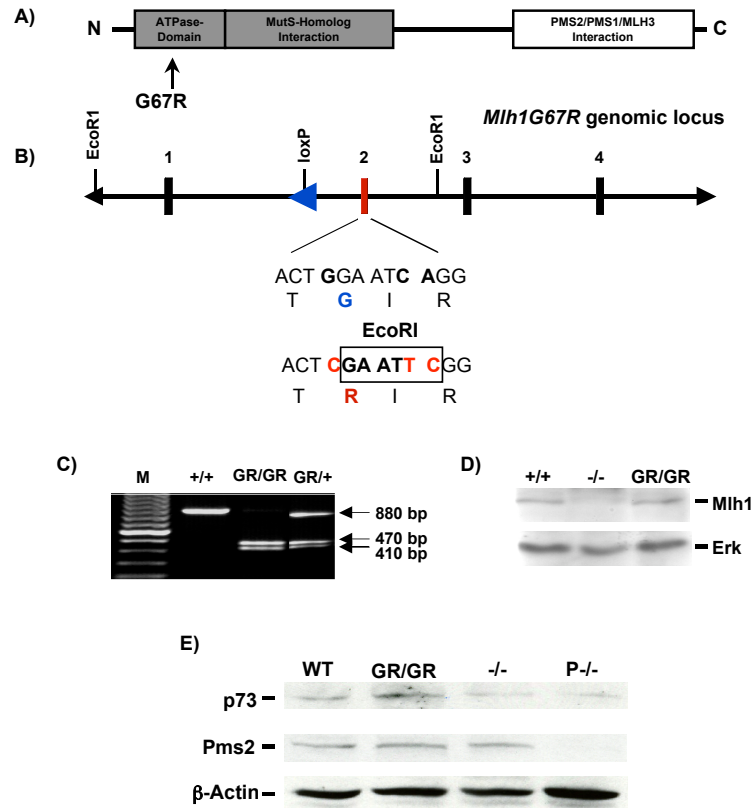 A)
N
ATPase-
Domain
MutS-Homolog
Interaction
PMS2/PMS1/MLH3
Interaction
C
G67R
Mlh1G67R genomic locus
B)
EcoR1
1
loxP
2
EcoR1
3
4
ACT GGA ATC AGG
T G I R
EcoRI
ACT CGA ATT CGG
T R I R
C)
M +/+ GR/GR GR/+
880 bp
470 bp
410 bp
D)
+/+ -/- GR/GR
Mlh1
Erk
E)
WT GR/GR -/- P-/-
p73
Pms2
β-Actin